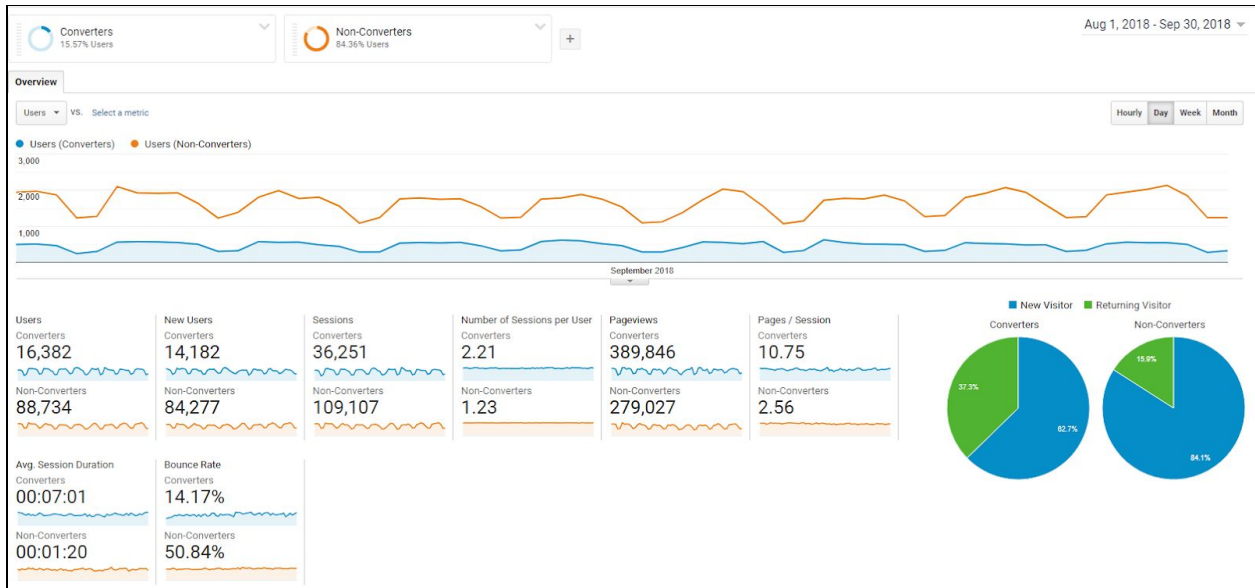 Converters
15.57% Users
Non-Converters
84.36% Users
+
Aug 1, 2018 - Sep 30, 2018
Overview
Users VS. Select a metric
Hourly Day Week Month
Users (Converters) Users (Non-Converters)
3,000
2,000
1,000
September 2018
Users
Converters
16,382
Non-Converters
88,734
New Users
Converters
14,182
Non-Converters
84,277
Sessions
Converters
36,251
Non-Converters
109,107
Number of Sessions per User
Converters
2.21
Non-Converters
1.23
Pageviews
Converters
389,846
Non-Converters
279,027
Pages / Session
Converters
10.75
Non-Converters
2.56
Avg. Session Duration
Converters
00:07:01
Non-Converters
00:01:20
Bounce Rate
Converters
14.17%
Non-Converters
50.84%
New Visitor Returning Visitor
Converters
37.3%
62.7%
Non-Converters
15.9%
84.1%